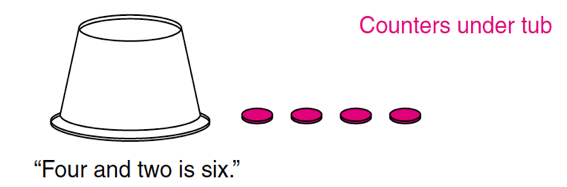 Counters under tub
“Four and two is six.”